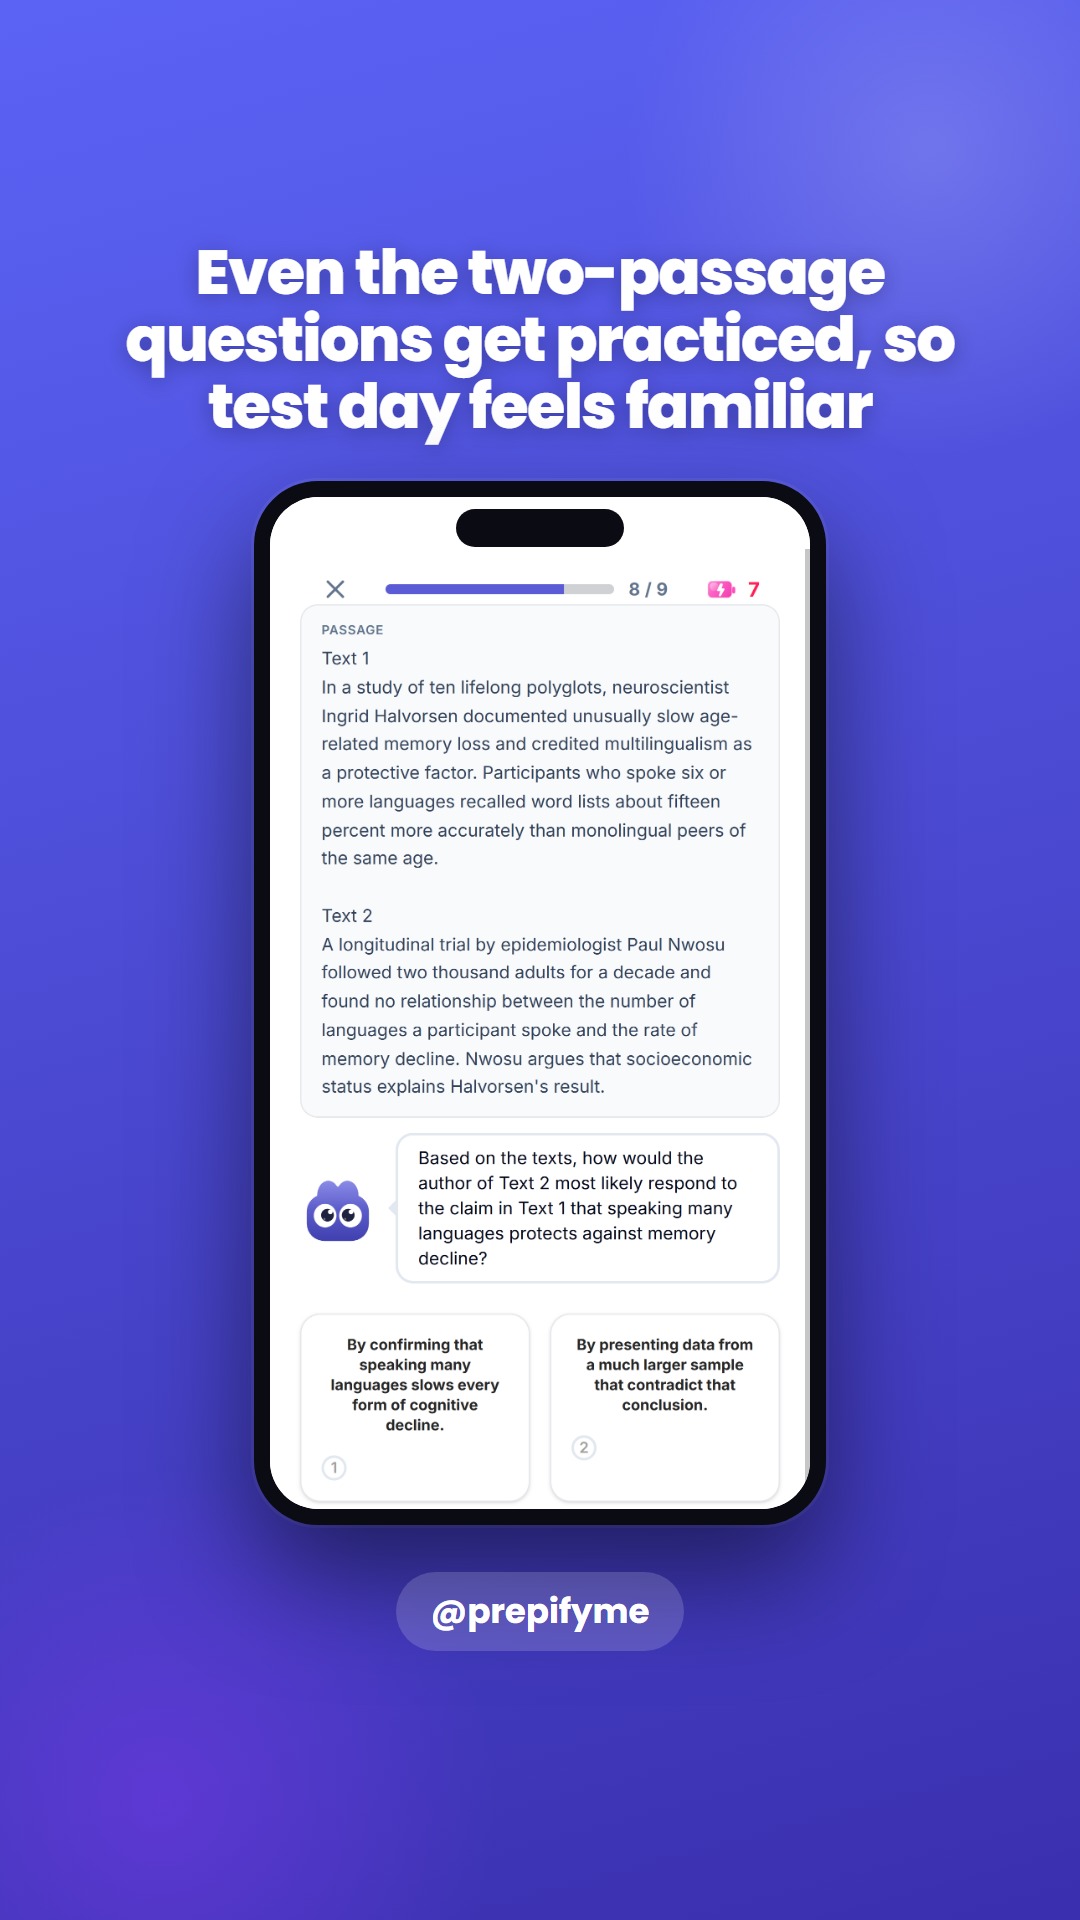 Even the two-passage
questions get practiced, so
test day feels familiar
8 / 9
7
PASSAGE
Text 1
In a study of ten lifelong polyglots, neuroscientist
Ingrid Halvorsen documented unusually slow age-
related memory loss and credited multilingualism as
a protective factor. Participants who spoke six or
more languages recalled word lists about fifteen
percent more accurately than monolingual peers of
the same age.
Text 2
A longitudinal trial by epidemiologist Paul Nwosu
followed two thousand adults for a decade and
found no relationship between the number of
languages a participant spoke and the rate of
memory decline. Nwosu argues that socioeconomic
status explains Halvorsen's result.
Based on the texts, how would the
author of Text 2 most likely respond to
the claim in Text 1 that speaking many
languages protects against memory
decline?
By confirming that
speaking many
languages slows every
form of cognitive
decline.
1
By presenting data from
a much larger sample
that contradict that
conclusion.
2
@prepifyme